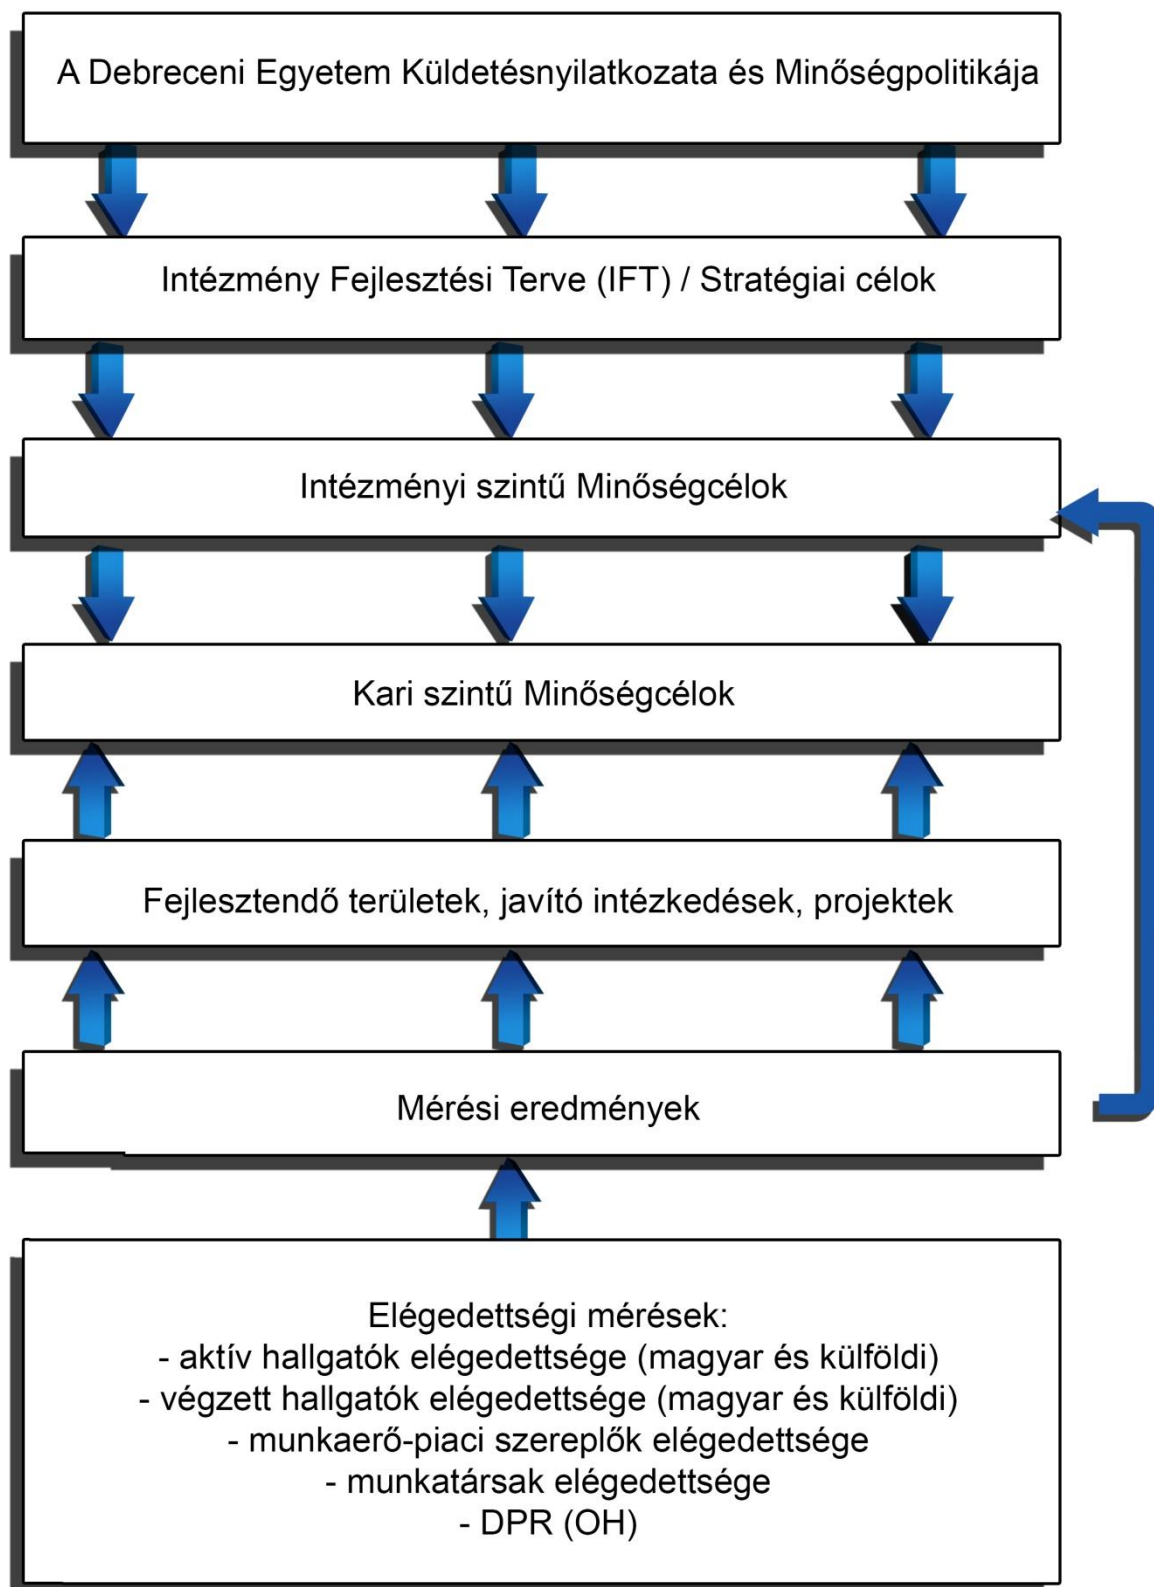 A Debreceni Egyetem Küldetésnyilatkozata és Minőségpolitikája
Intézmény Fejlesztési Terve (IFT) / Stratégiai célok
Intézményi szintű Minőségcélok
Kari szintű Minőségcélok
Fejlesztendő területek, javító intézkedések, projektek
Mérési eredmények
Elégedettségi mérések:
- aktív hallgatók elégedettsége (magyar és külföldi)
- végzett hallgatók elégedettsége (magyar és külföldi)
- munkaerő-piaci szereplők elégedettsége
- munkatársak elégedettsége
- DPR (OH)